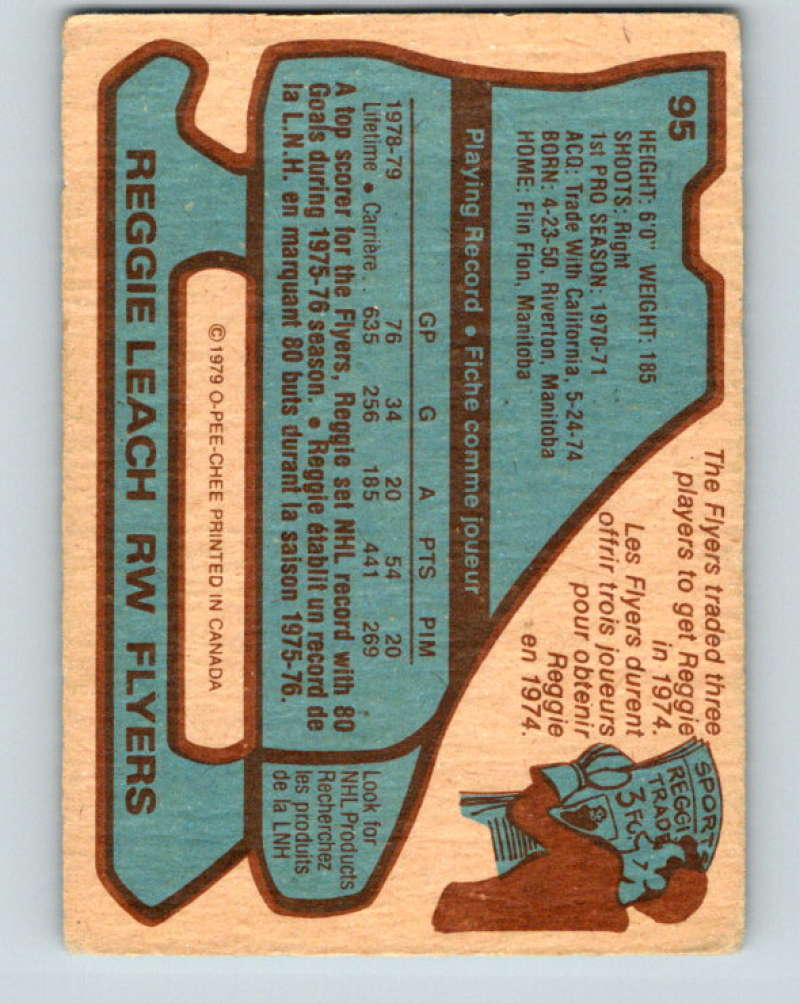 95
HEIGHT: 6'0" WEIGHT: 185
SHOOTS: Right
1st PRO SEASON: 1970-71
ACQ: Trade With California, 5-24-74
BORN: 4-23-50, Riverton, Manitoba
HOME: Flin Flon, Manitoba
The Flyers traded three
players to get Reggie
in 1974.
Les Flyers durent
offrir trois joueurs
pour obtenir
Reggie
en 1974.
SPORTS
REGGI
TRADE
3 FOR
Playing Record • Fiche comme joueur
GP G A PTS PIM
1978-79 76 34 20 54 20
Lifetime • Carrière . . 635 256 185 441 269
A top scorer for the Flyers, Reggie set NHL record with 80
Goals during 1975-76 season. • Reggie établit un record de
la L.N.H. en marquant 80 buts durant la saison 1975-76.
Look for
NHL Products
Recherchez
les produits
de la LNH
©1979 O-PEE-CHEE PRINTED IN CANADA
REGGIE LEACH RW FLYERS